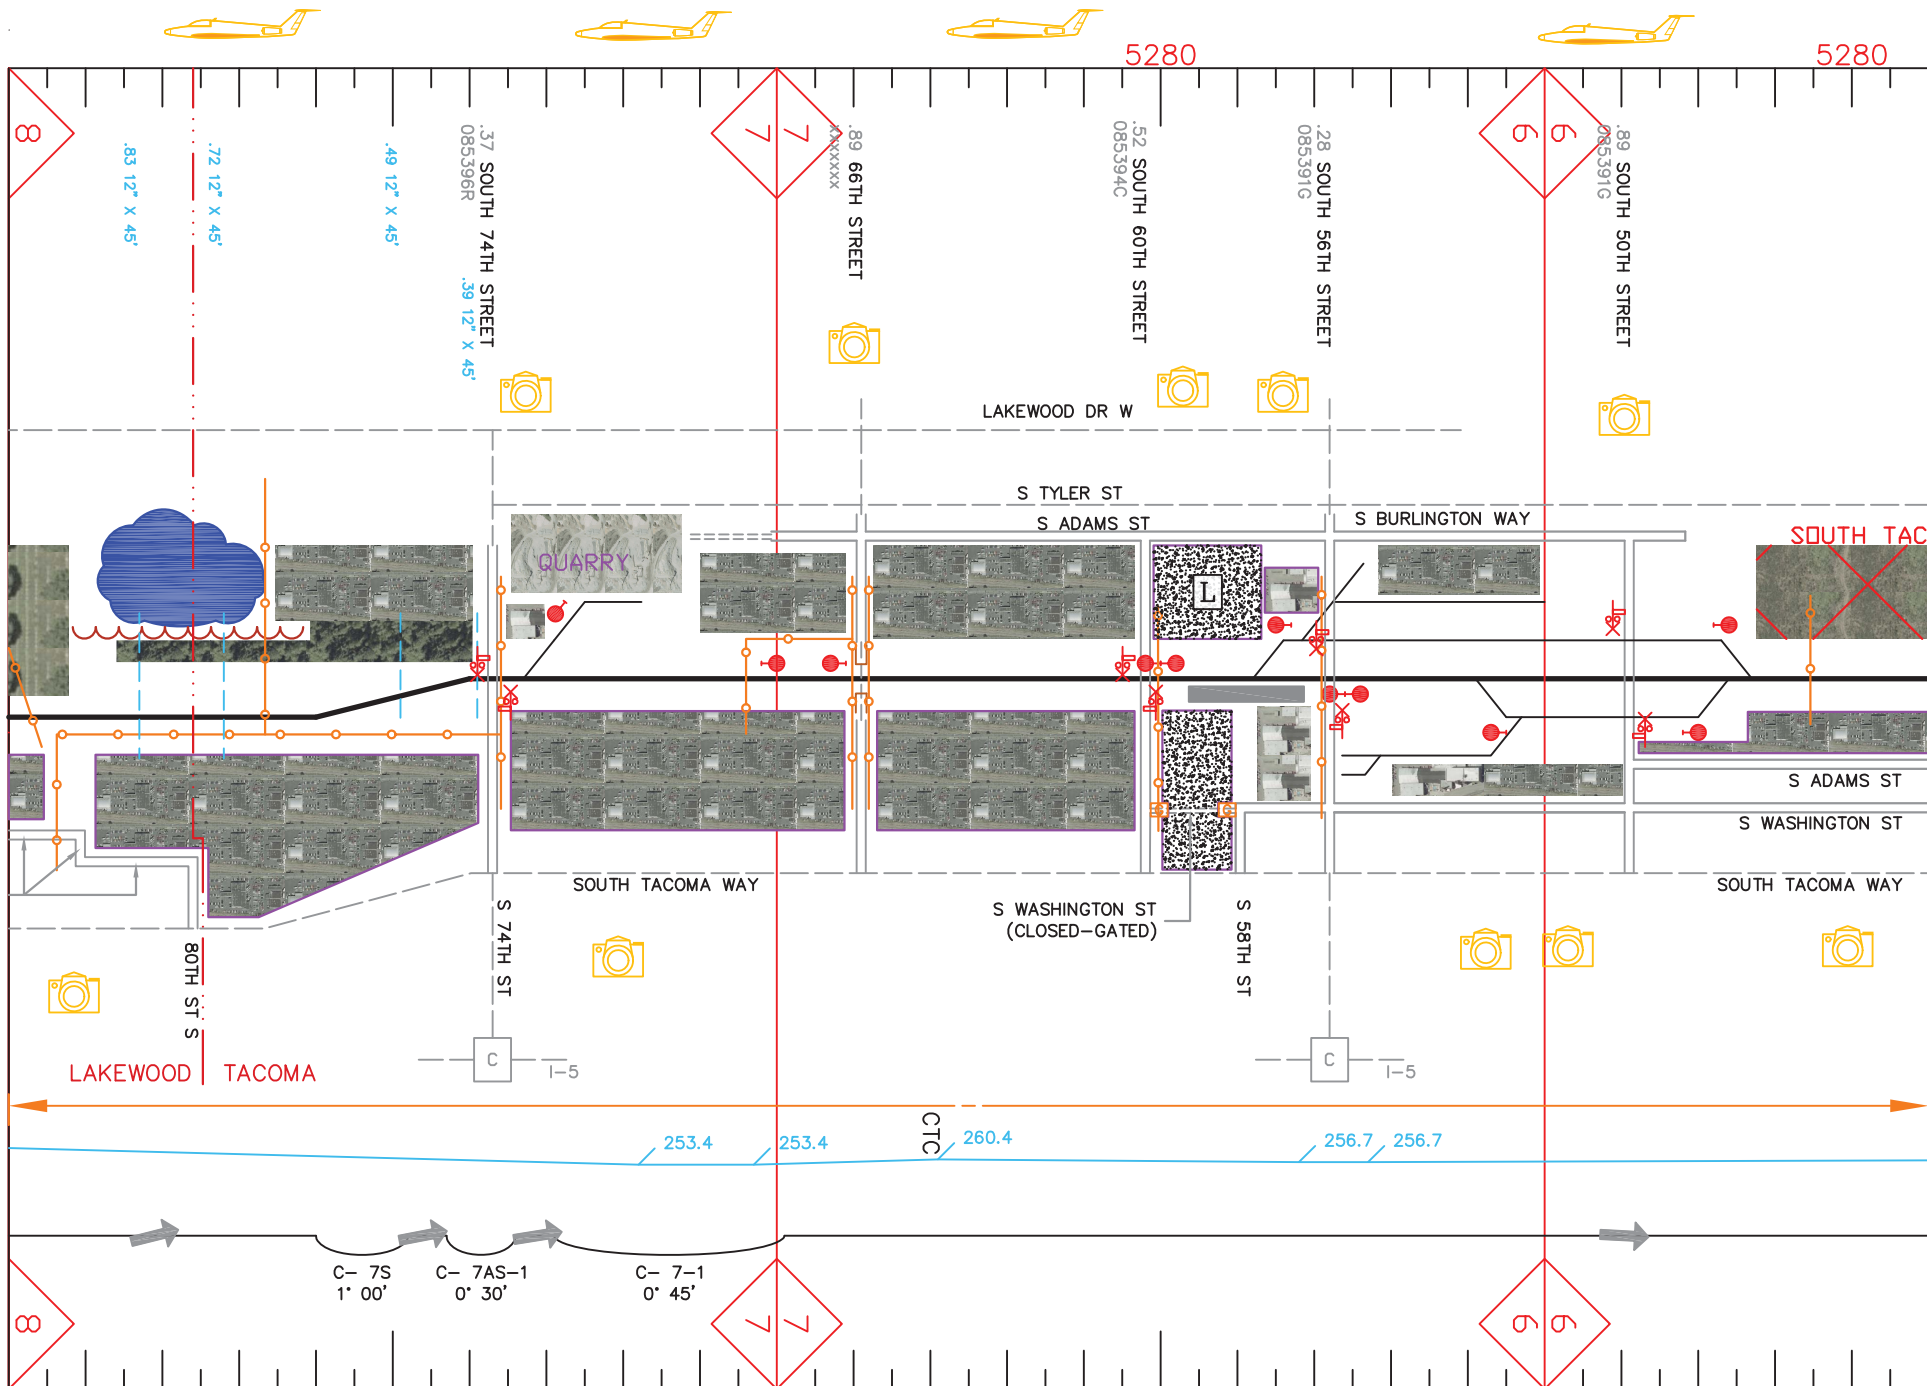 5280
5280
8
7
7
6
6
.83 12" X 45'
.72 12" X 45'
.49 12" X 45'
.37 SOUTH 74TH STREET
085396R
.39 12" X 45'
.89 66TH STREET
XXXXXXX
.52 SOUTH 60TH STREET
085394C
.28 SOUTH 56TH STREET
085391G
.89 SOUTH 50TH STREET
085391G
LAKEWOOD DR W
S TYLER ST
S ADAMS ST
S BURLINGTON WAY
SOUTH TAC
QUARRY
L
G
G
S ADAMS ST
S WASHINGTON ST
SOUTH TACOMA WAY
SOUTH TACOMA WAY
S WASHINGTON ST
(CLOSED-GATED)
80TH ST S
S 74TH ST
S 58TH ST
LAKEWOOD
TACOMA
C
I-5
C
I-5
CTC
253.4
253.4
260.4
256.7
256.7
C- 7S
1° 00'
C- 7AS-1
0° 30'
C- 7-1
0° 45'
8
7
7
6
6